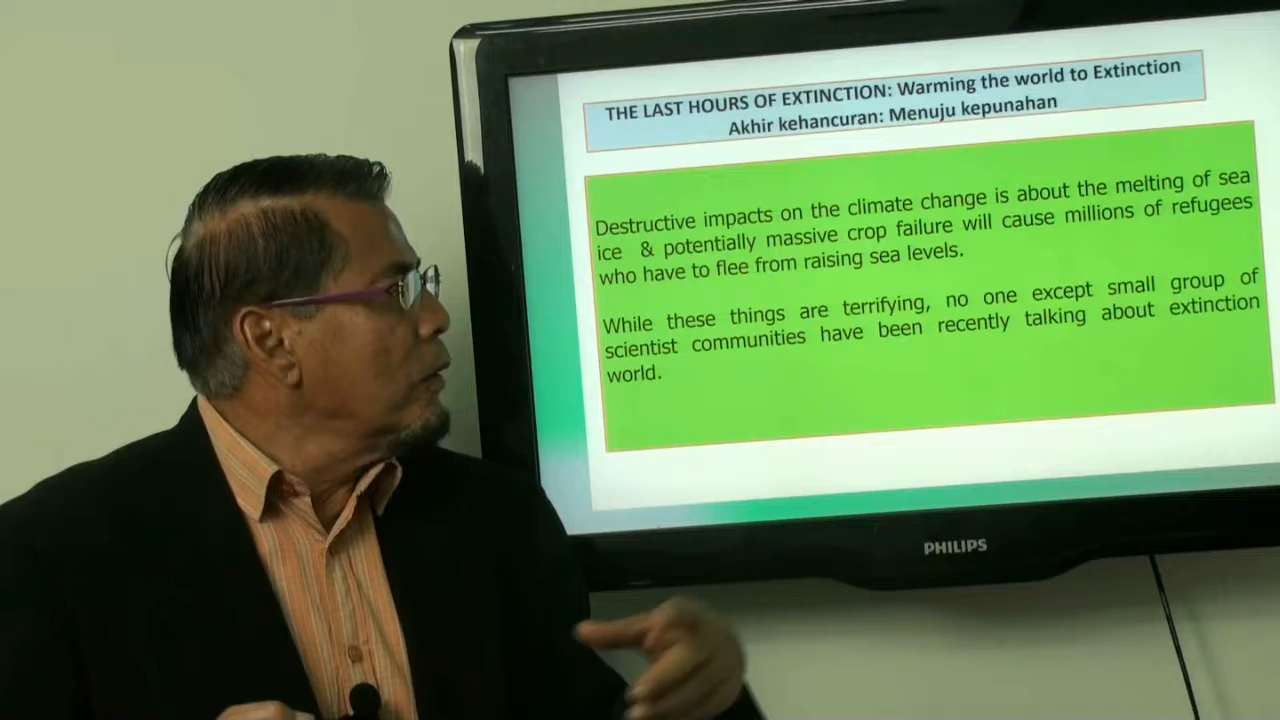 THE LAST HOURS OF EXTINCTION: Warming the world to Extinction
Akhir kehancuran: Menuju kepunahan
Destructive impacts on the climate change is about the melting of sea
ice & potentially massive crop failure will cause millions of refugees
who have to flee from raising sea levels.
While these things are terrifying, no one except small group of
scientist communities have been recently talking about extinction
world.
PHILIPS